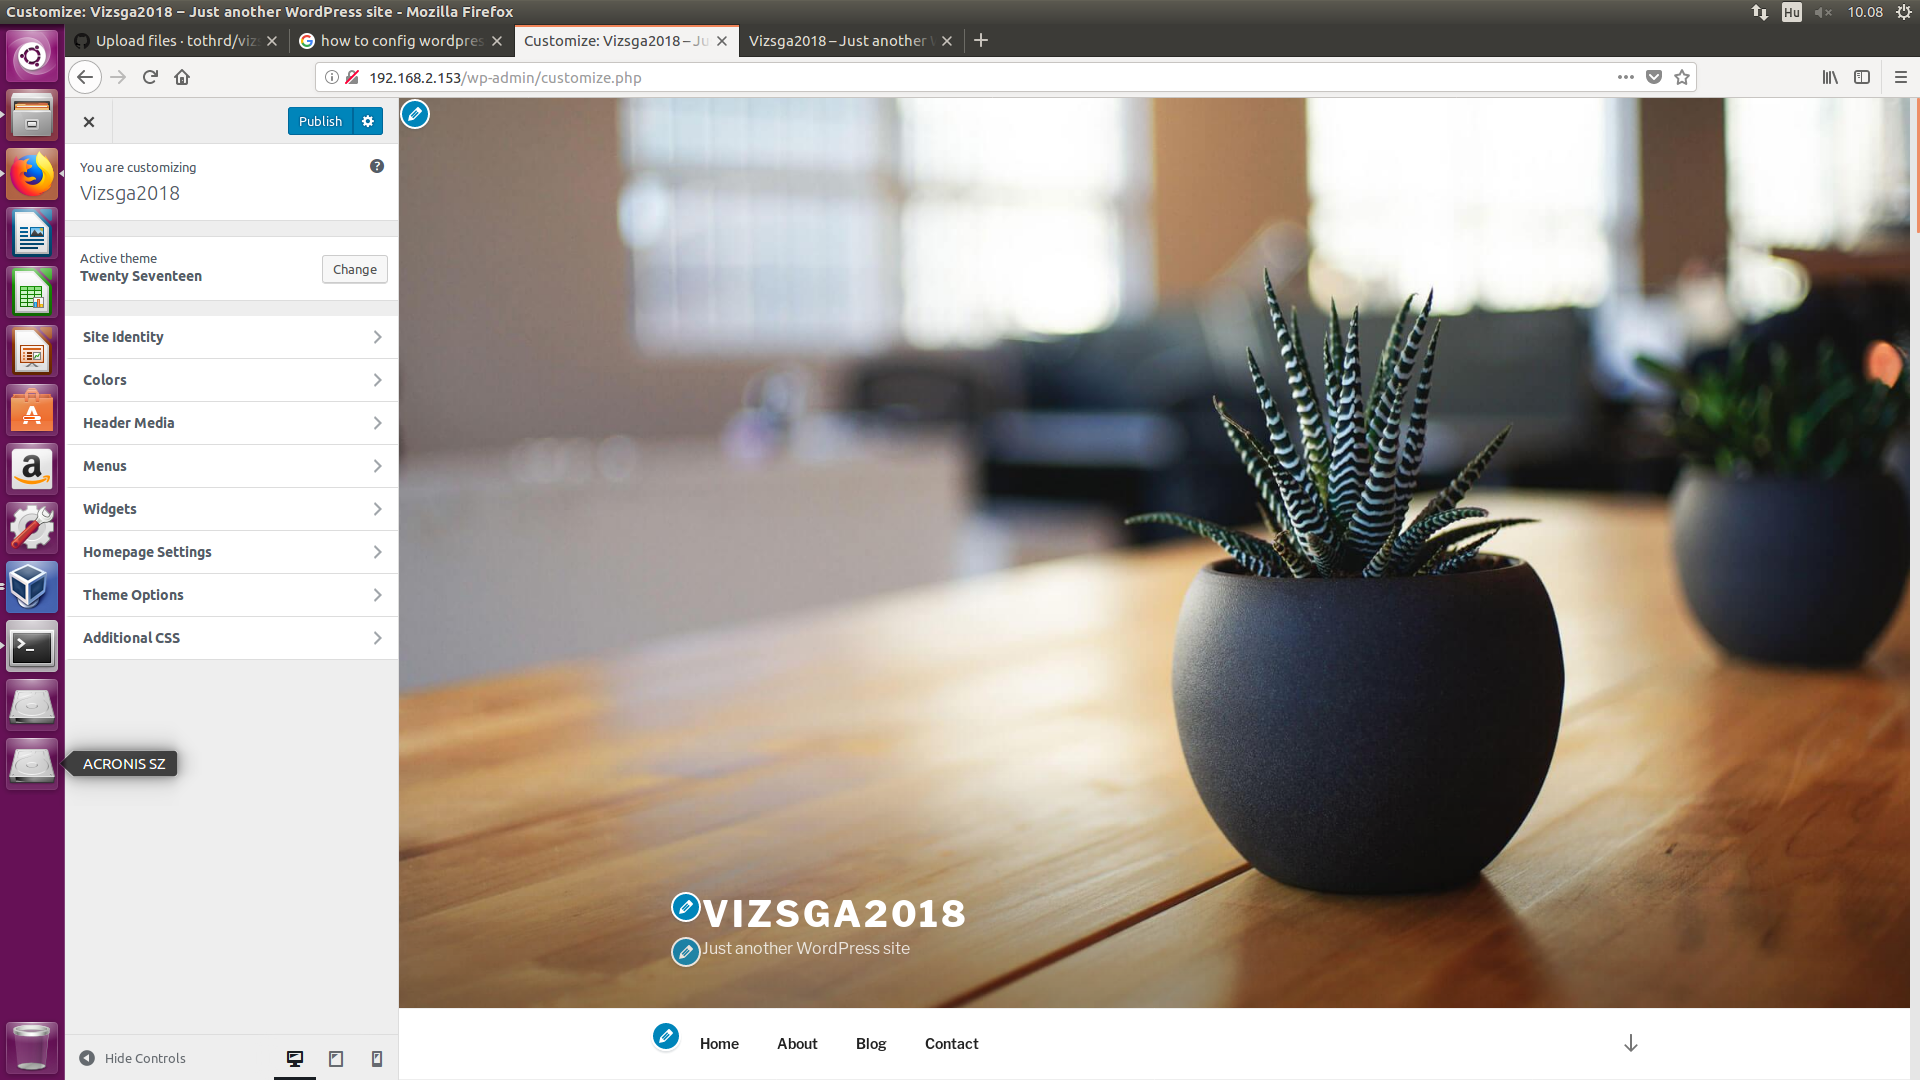 Customize: Vizsga2018 – Just another WordPress site - Mozilla Firefox
Hu
10.08
Upload files · tothrd/viz
how to config wordpres
Customize: Vizsga2018 – Ju
Vizsga2018 – Just another
192.168.2.153/wp-admin/customize.php
Publish
You are customizing
Vizsga2018
Active theme
Twenty Seventeen
Change
Site Identity
Colors
Header Media
Menus
Widgets
Homepage Settings
Theme Options
Additional CSS
ACRONIS SZ
VIZSGA2018
Just another WordPress site
Home
About
Blog
Contact
Hide Controls